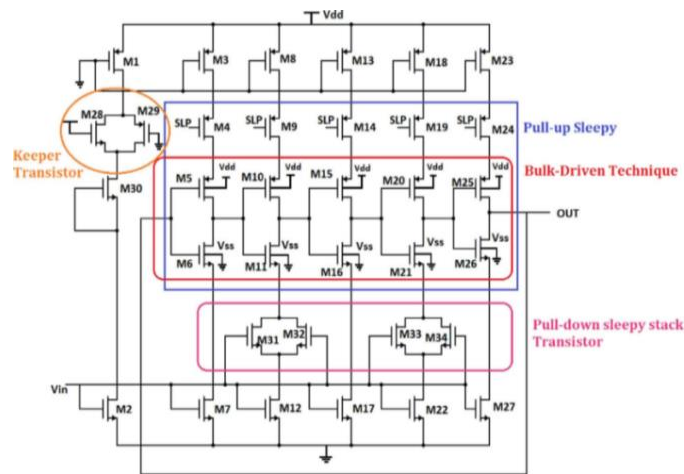 Vdd
M1
M3
M8
M13
M18
M23
M28
M29
SLP
M4
SLP
M9
SLP
M14
SLP
M19
SLP
M24
Pull-up Sleepy
Keeper
Transistor
M30
M5
Vdd
M10
Vdd
M15
Vdd
M20
Vdd
M25
Vdd
Bulk-Driven Technique
OUT
M6
Vss
M11
Vss
M16
Vss
M21
Vss
M26
Vss
M31
M32
M33
M34
Pull-down sleepy stack
Transistor
Vin
M2
M7
M12
M17
M22
M27